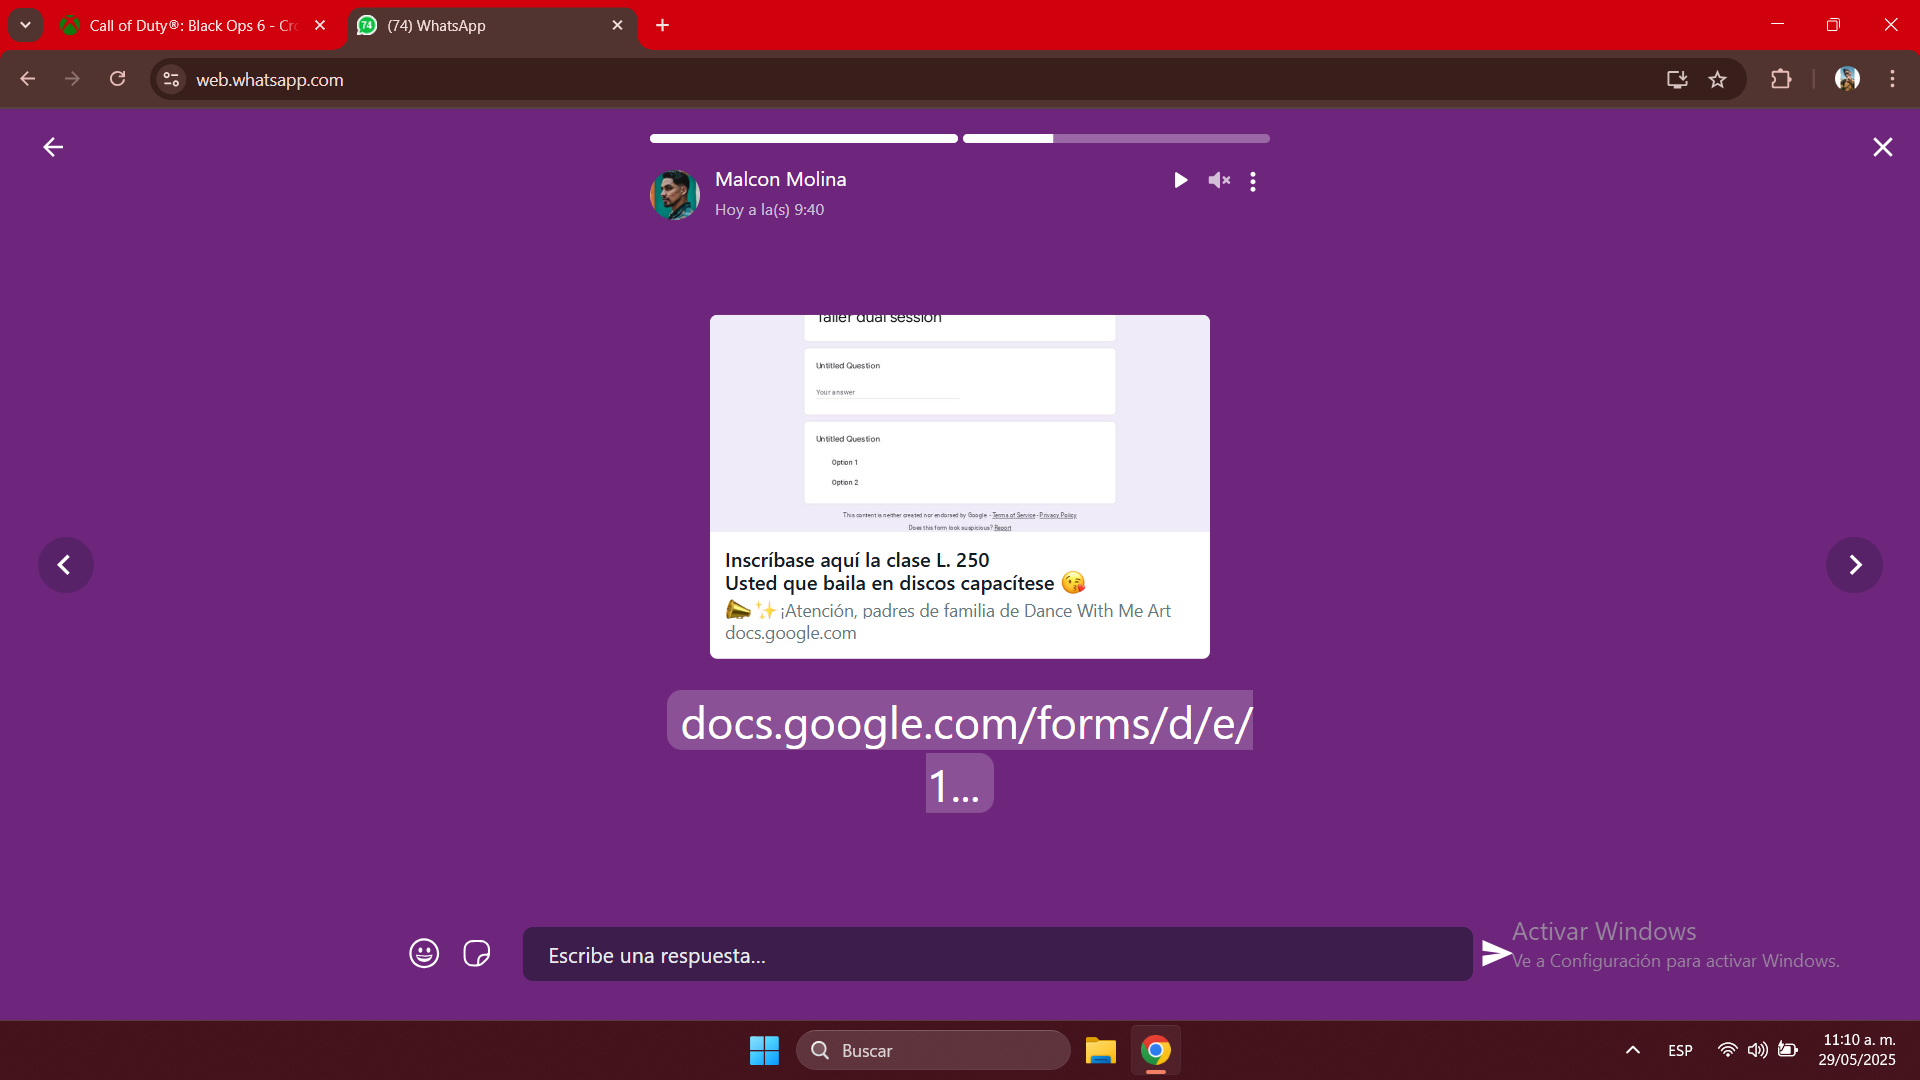 Call of Duty®: Black Ops 6 - Cr
74 (74) WhatsApp
web.whatsapp.com
Malcon Molina
Hoy a la(s) 9:40
Taller dual session
Untitled Question
Your answer
Untitled Question
Option 1
Option 2
This content is neither created nor endorsed by Google. - Terms of Service - Privacy Policy
Does this form look suspicious? Report
Inscríbase aquí la clase L. 250
Usted que baila en discos capacítese 😘
📣✨¡Atención, padres de familia de Dance With Me Art
docs.google.com
docs.google.com/forms/d/e/
1...
Escribe una respuesta...
Activar Windows
Ve a Configuración para activar Windows.
Buscar
ESP
11:10 a. m.
29/05/2025